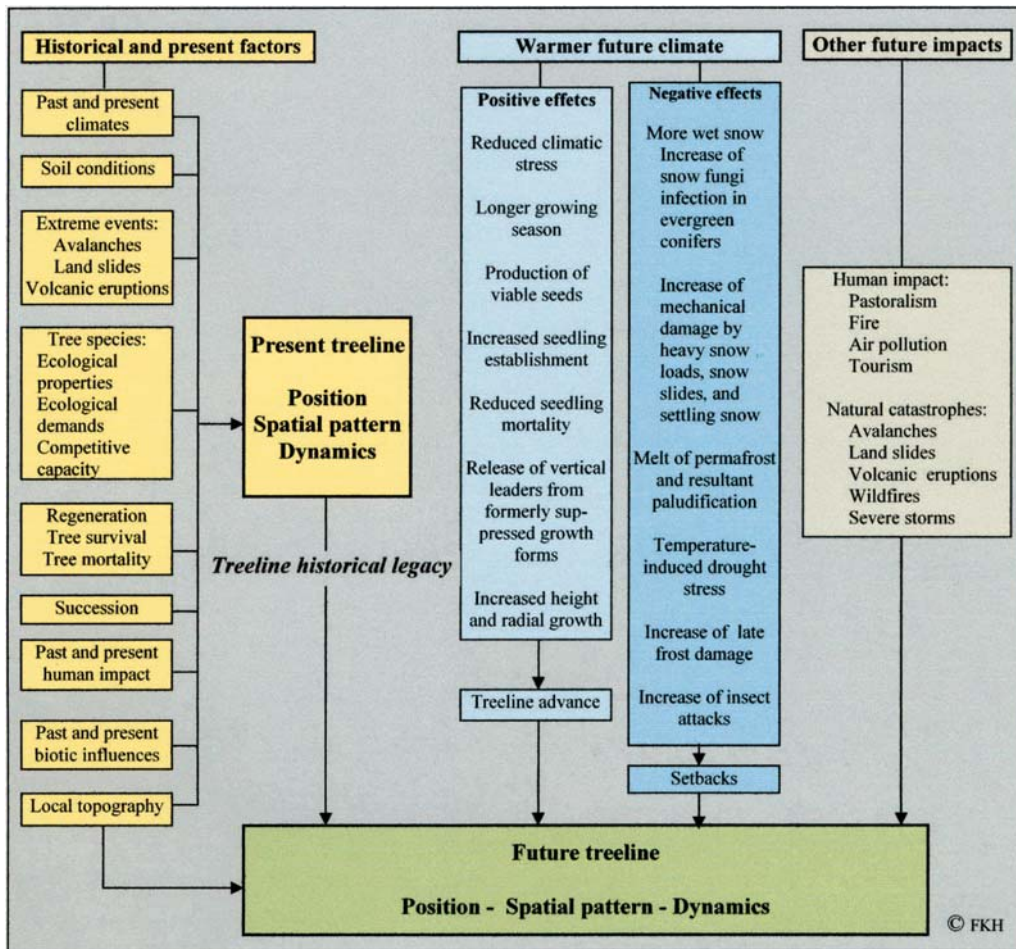 Historical and present factors
Past and present
climates
Soil conditions
Extreme events:
Avalanches
Land slides
Volcanic eruptions
Tree species:
Ecological
properties
Ecological
demands
Competitive
capacity
Regeneration
Tree survival
Tree mortality
Succession
Past and present
human impact
Past and present
biotic influences
Local topography
Present treeline
Position
Spatial pattern
Dynamics
Treeline historical legacy
Warmer future climate
Positive effetcs
Reduced climatic
stress
Longer growing
season
Production of
viable seeds
Increased seedling
establishment
Reduced seedling
mortality
Release of vertical
leaders from
formerly sup-
pressed growth
forms
Increased height
and radial growth
Treeline advance
Negative effects
More wet snow
Increase of
snow fungi
infection in
evergreen
conifers
Increase of
mechanical
damage by
heavy snow
loads, snow
slides, and
settling snow
Melt of permafrost
and resultant
paludification
Temperature-
induced drought
stress
Increase of late
frost damage
Increase of insect
attacks
Setbacks
Other future impacts
Human impact:
Pastoralism
Fire
Air pollution
Tourism
Natural catastrophes:
Avalanches
Land slides
Volcanic eruptions
Wildfires
Severe storms
Future treeline
Position - Spatial pattern - Dynamics
© FKH